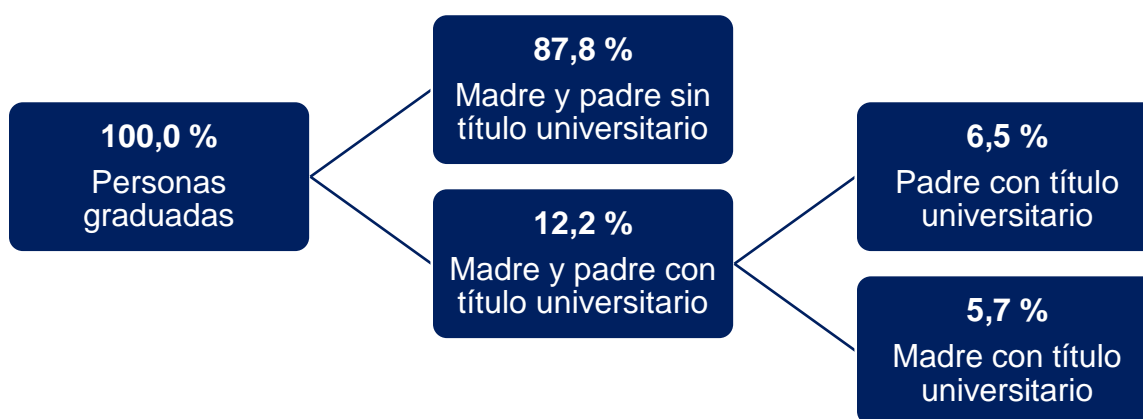 100,0 %
Personas
graduadas
87,8 %
Madre y padre sin
título universitario
12,2 %
Madre y padre con
título universitario
6,5 %
Padre con título
universitario
5,7 %
Madre con título
universitario